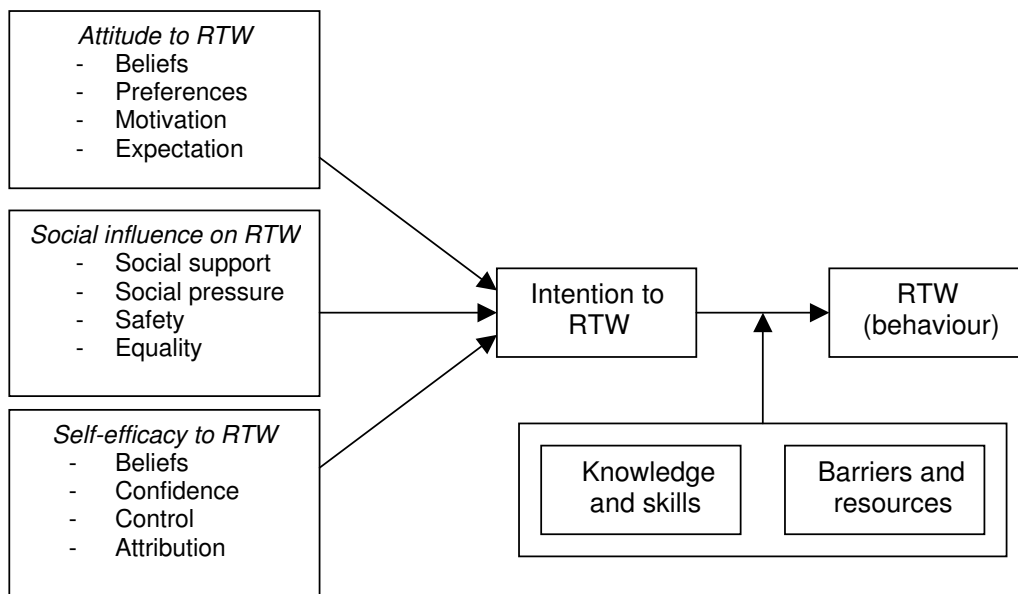 Attitude to RTW
- Beliefs
- Preferences
- Motivation
- Expectation
Social influence on RTW
- Social support
- Social pressure
- Safety
- Equality
Self-efficacy to RTW
- Beliefs
- Confidence
- Control
- Attribution
Intention to
RTW
RTW
(behaviour)
Knowledge
and skills
Barriers and
resources